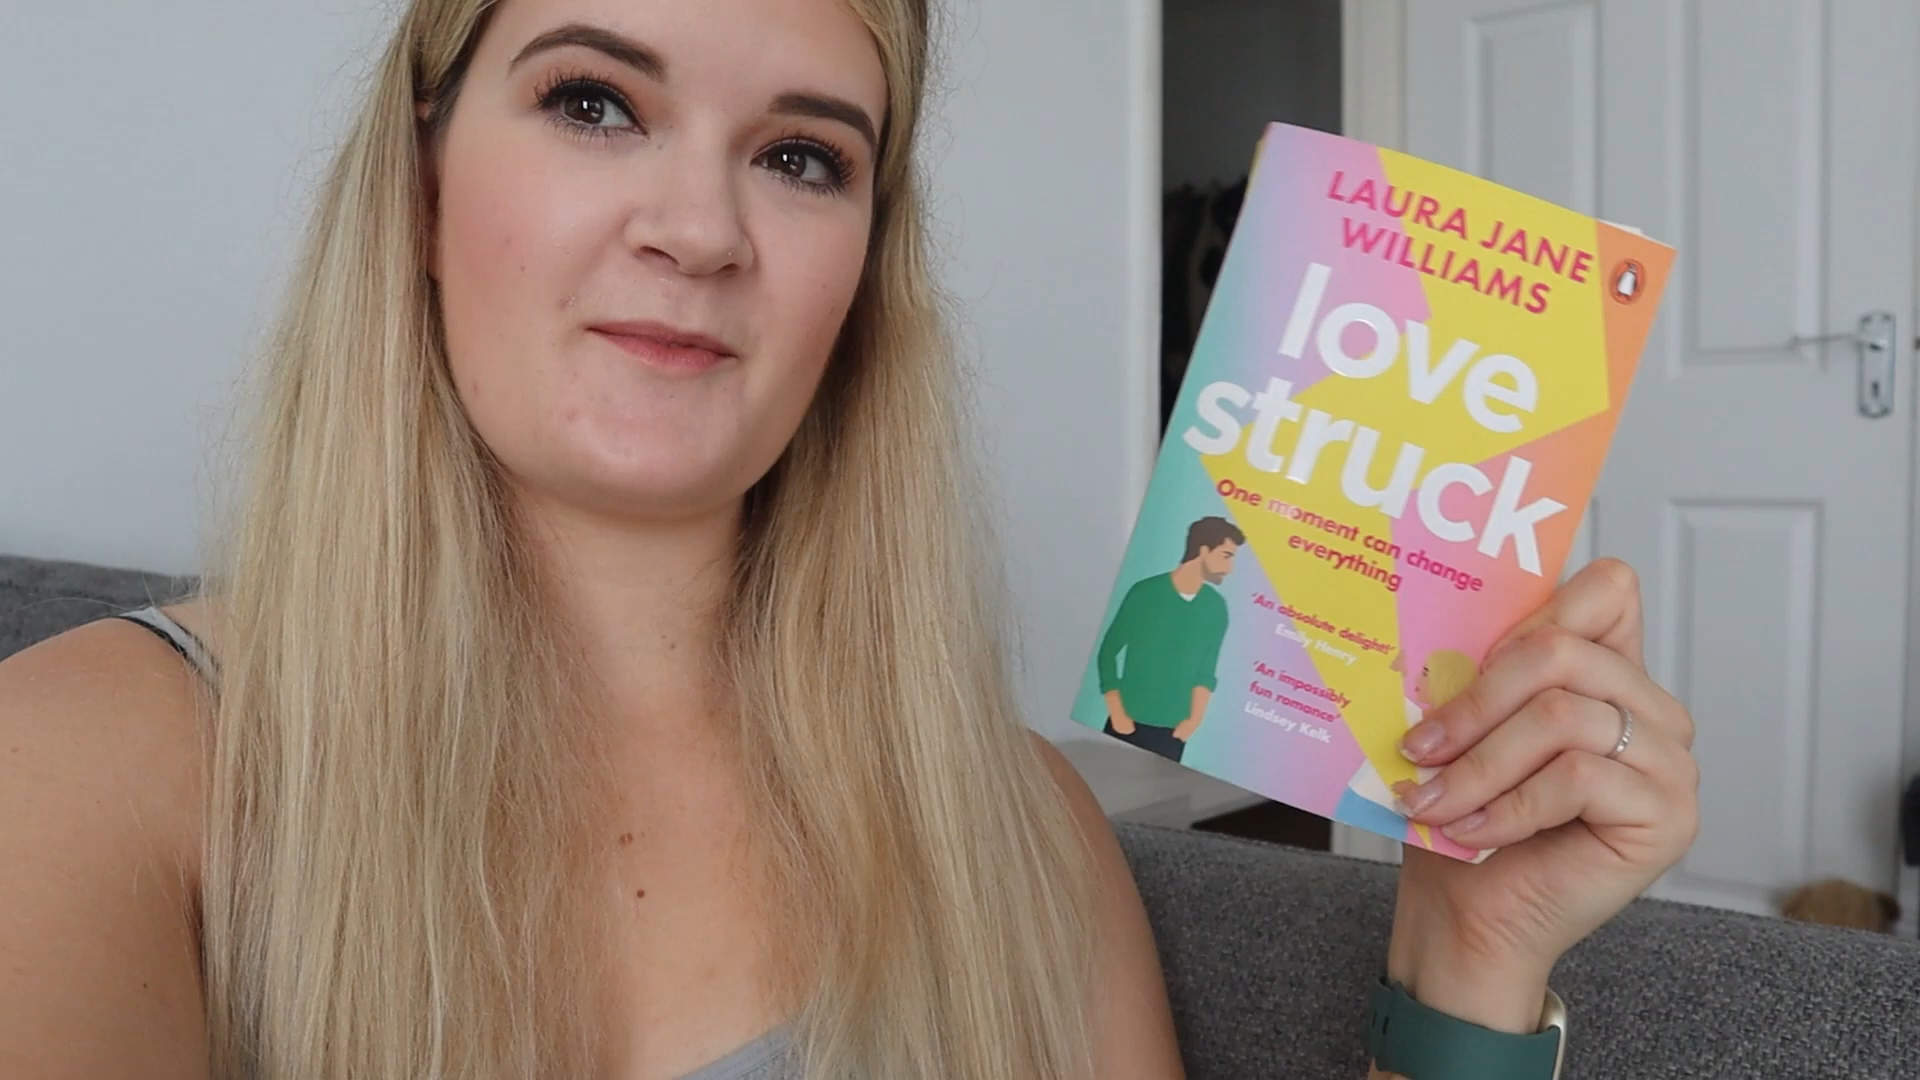 LAURA JANE
WILLIAMS
love
struck
One moment can change
everything
'An absolute delight!'
Emily Henry
'An impossibly
fun romance'
Lindsey Kelk